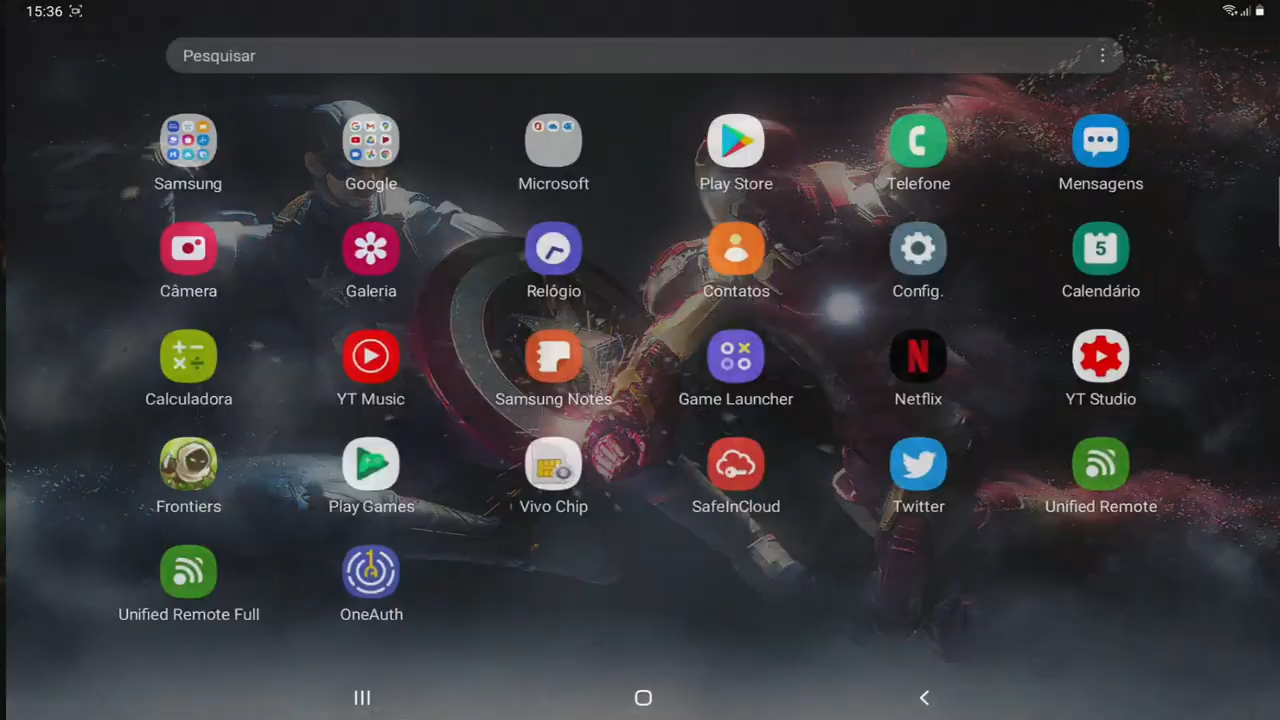 15:36
Pesquisar
Samsung
Google
Microsoft
Play Store
Telefone
Mensagens
Câmera
Galeria
Relógio
Contatos
Config.
5
Calendário
Calculadora
YT Music
Samsung Notes
Game Launcher
N
Netflix
YT Studio
Frontiers
Play Games
Vivo Chip
SafeInCloud
Twitter
Unified Remote
Unified Remote Full
OneAuth